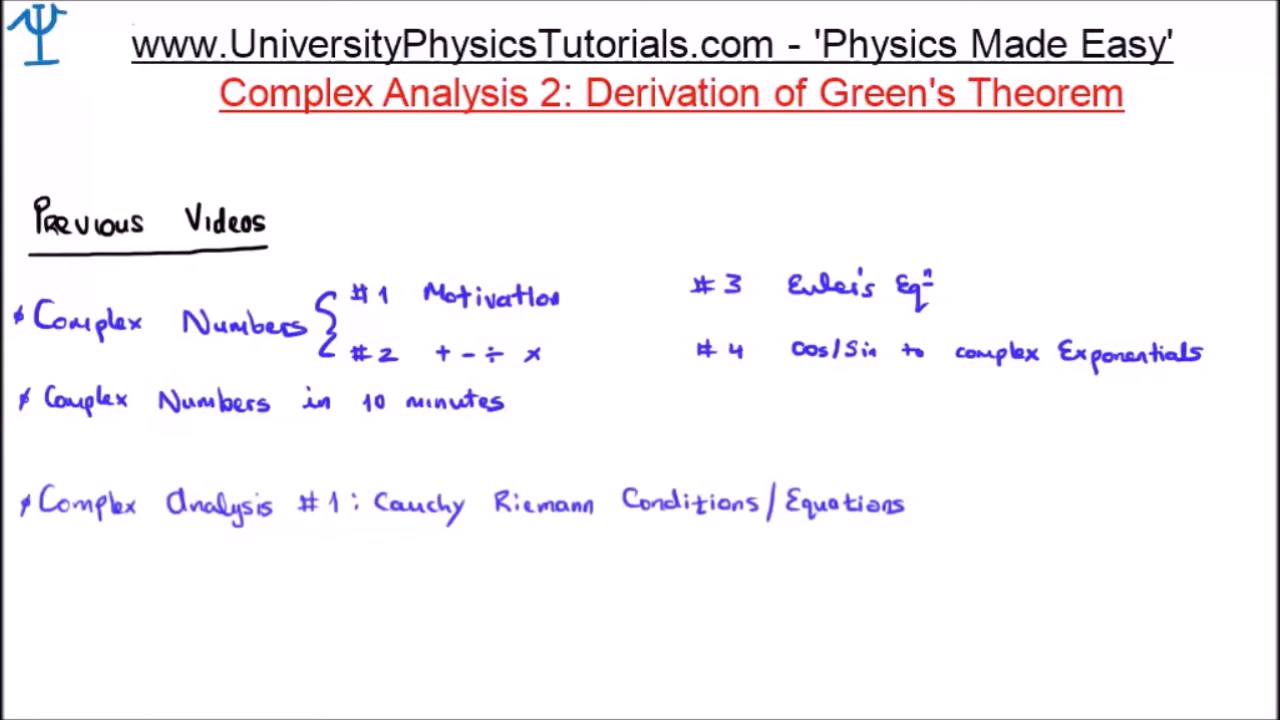 www.UniversityPhysicsTutorials.com - 'Physics Made Easy'
Complex Analysis 2: Derivation of Green's Theorem
Previous Videos
* Complex Numbers { #1 Motivation
#2 + - ÷ ×
#3 Euler's Eqn
#4 Cos/Sin to complex Exponentials
* Complex Numbers in 10 minutes
* Complex Analysis #1: Cauchy Riemann Conditions/Equations